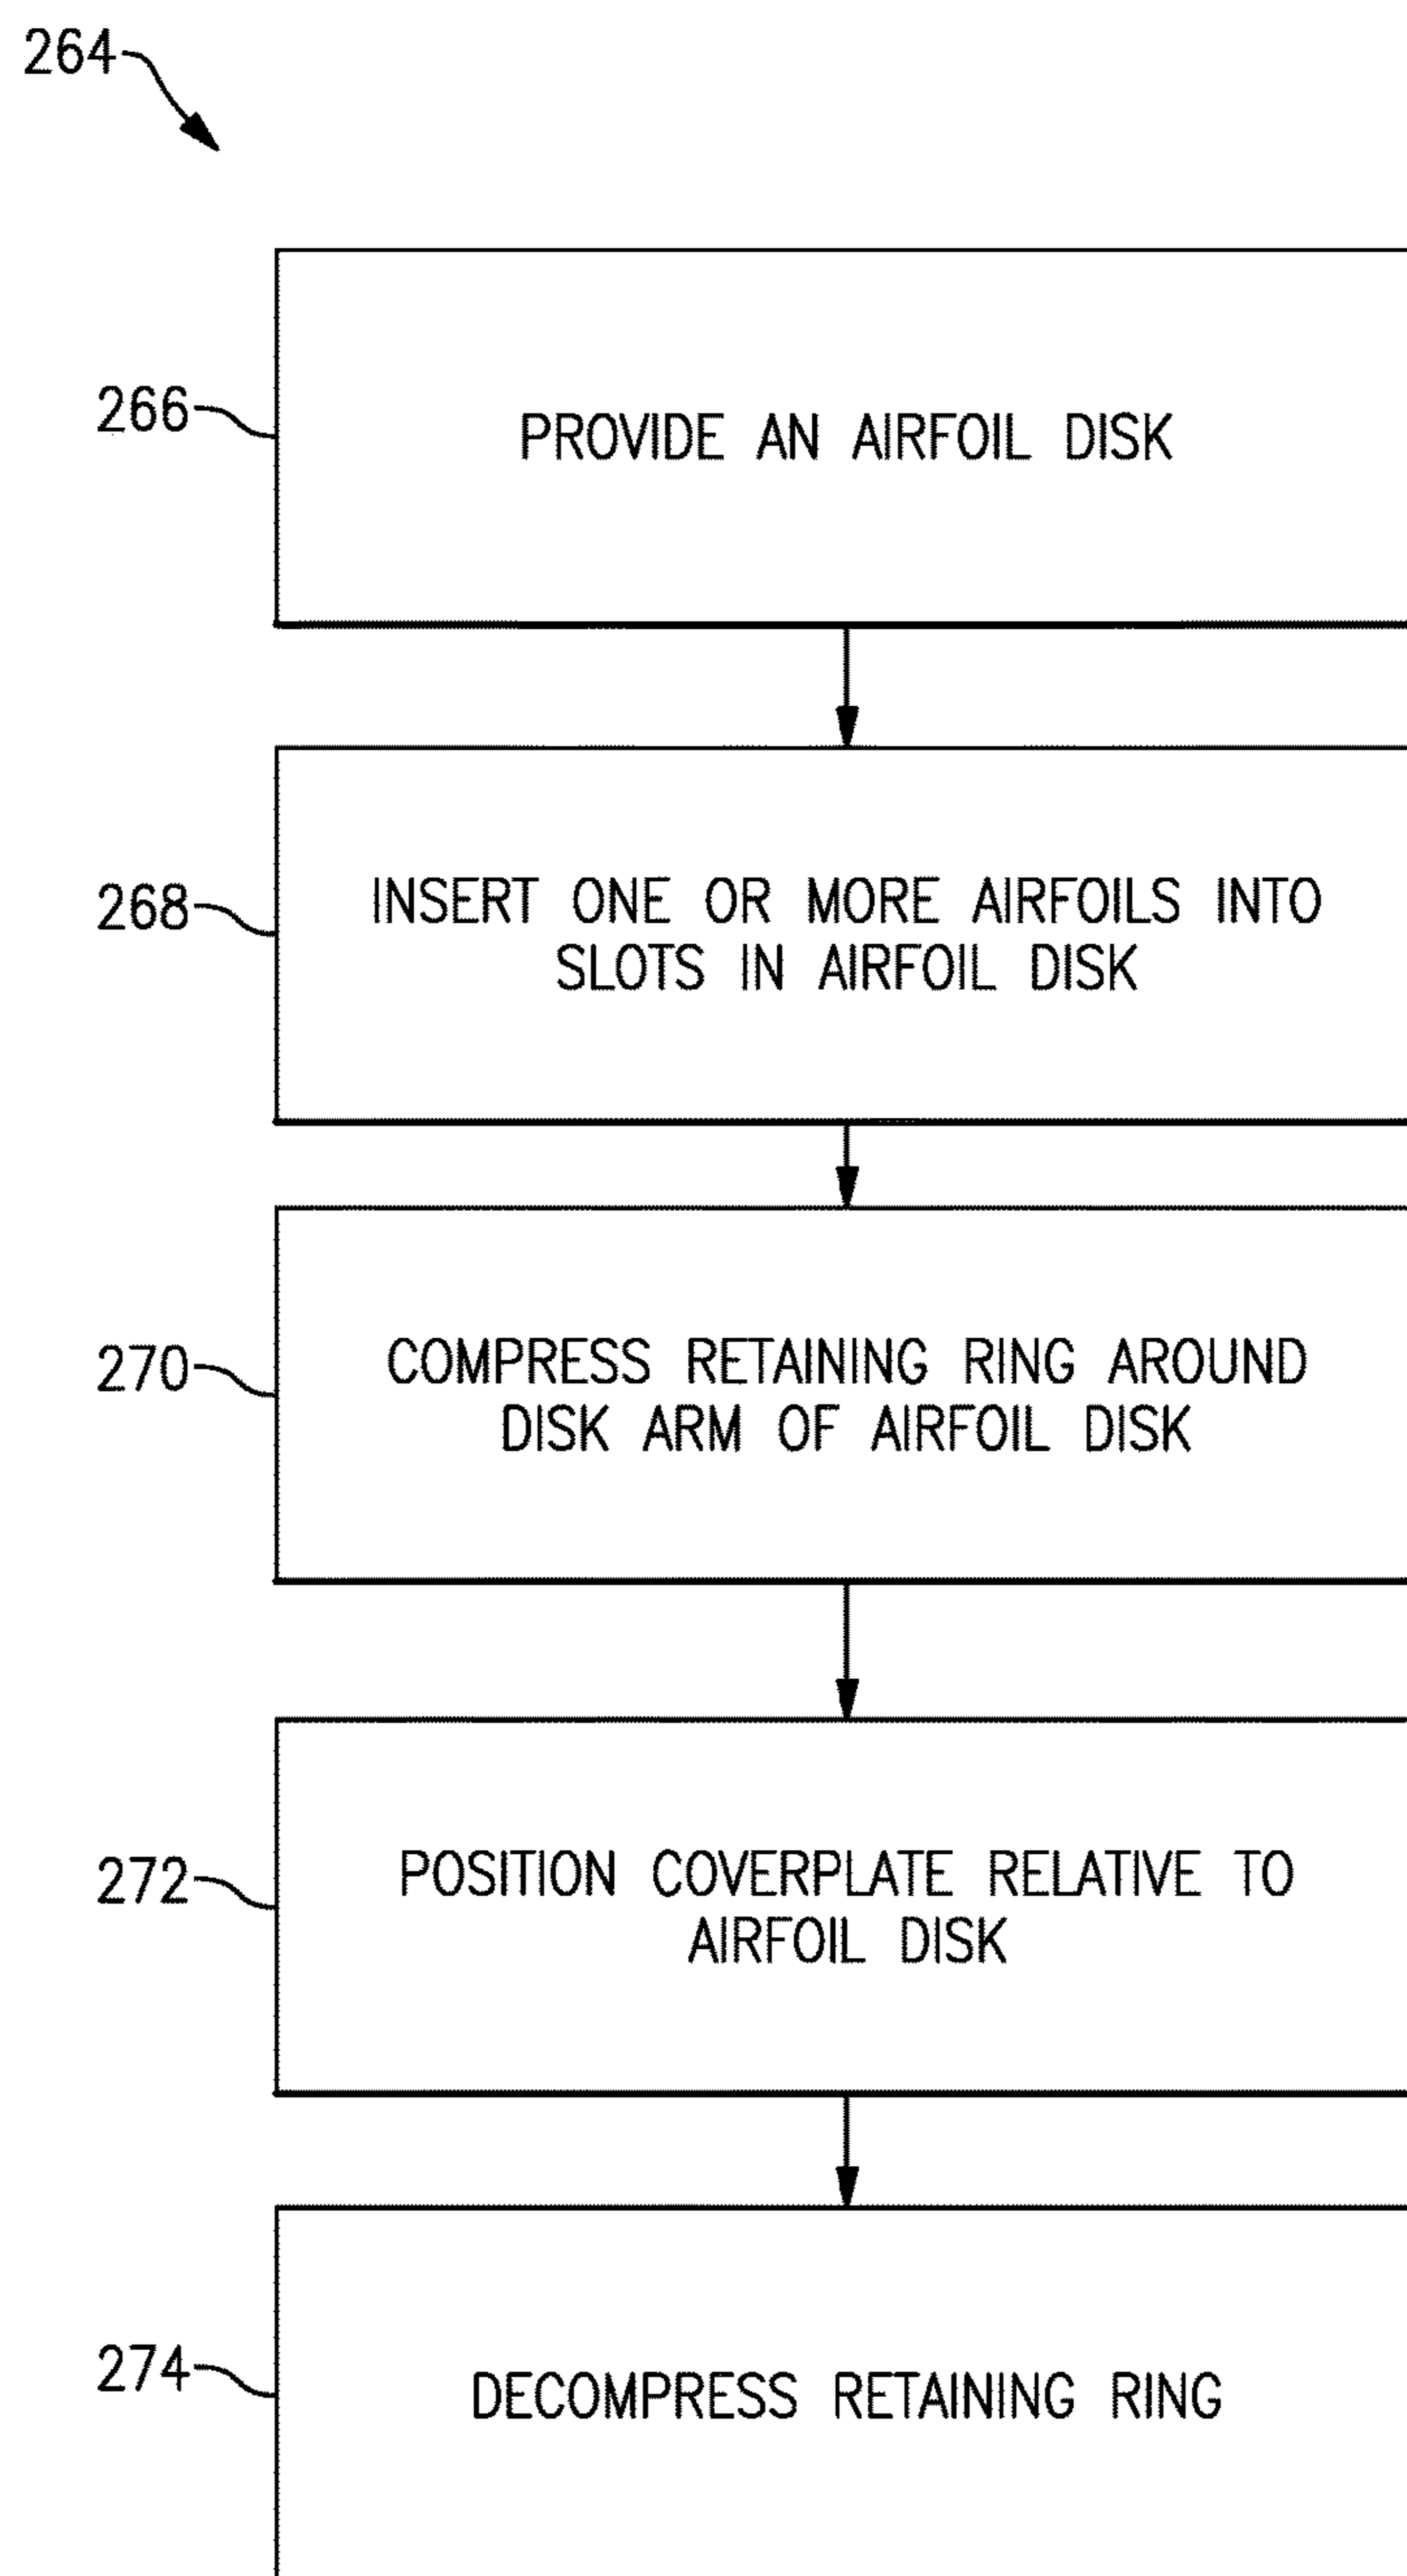 264
266
PROVIDE AN AIRFOIL DISK
268
INSERT ONE OR MORE AIRFOILS INTO
SLOTS IN AIRFOIL DISK
270
COMPRESS RETAINING RING AROUND
DISK ARM OF AIRFOIL DISK
272
POSITION COVERPLATE RELATIVE TO
AIRFOIL DISK
274
DECOMPRESS RETAINING RING